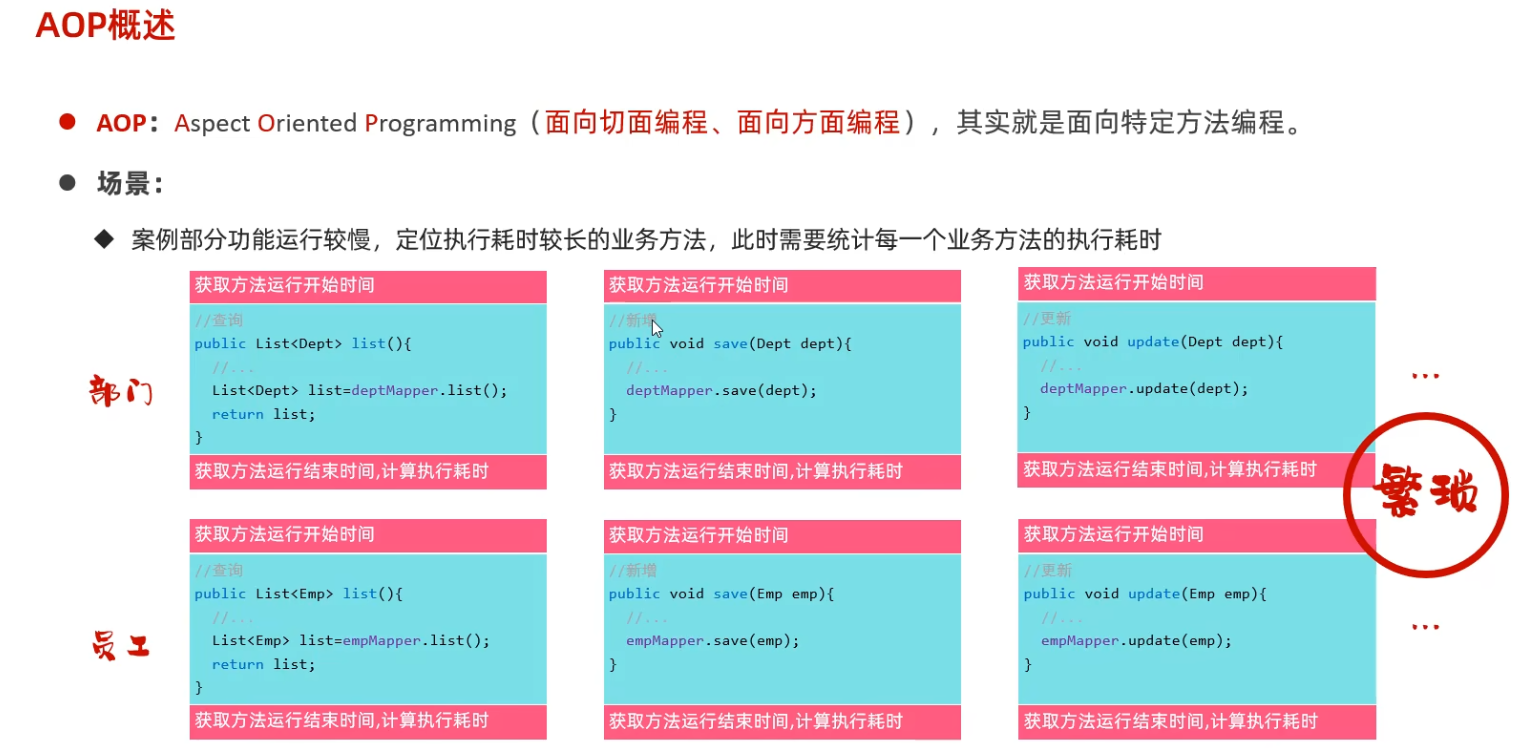 AOP概述
AOP：Aspect Oriented Programming（面向切面编程、面向方面编程），其实就是面向特定方法编程。
场景：
案例部分功能运行较慢，定位执行耗时较长的业务方法，此时需要统计每一个业务方法的执行耗时
部门
获取方法运行开始时间
//查询
public List<Dept> list(){
//...
List<Dept> list=deptMapper.list();
return list;
}
获取方法运行结束时间,计算执行耗时
获取方法运行开始时间
//新增
public void save(Dept dept){
//...
deptMapper.save(dept);
}
获取方法运行结束时间,计算执行耗时
获取方法运行开始时间
//更新
public void update(Dept dept){
//...
deptMapper.update(dept);
}
获取方法运行结束时间,计算执行耗时
...
繁琐
员工
获取方法运行开始时间
//查询
public List<Emp> list(){
//...
List<Emp> list=empMapper.list();
return list;
}
获取方法运行结束时间,计算执行耗时
获取方法运行开始时间
//新增
public void save(Emp emp){
//...
empMapper.save(emp);
}
获取方法运行结束时间,计算执行耗时
获取方法运行开始时间
//更新
public void update(Emp emp){
//...
empMapper.update(emp);
}
获取方法运行结束时间,计算执行耗时
...